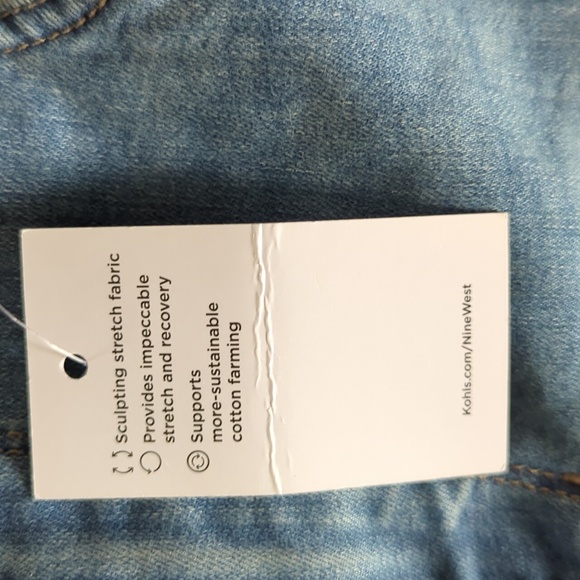 Sculpting stretch fabric
Provides impeccable
stretch and recovery
Supports
more-sustainable
cotton farming
Kohls.com/NineWest